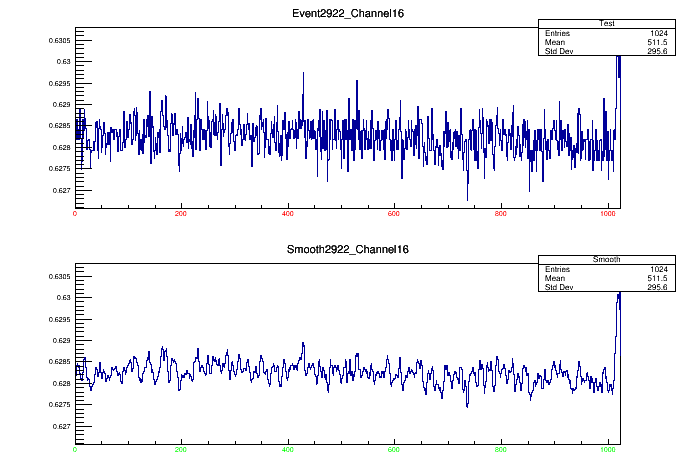 Event2922_Channel16
Test
Entries 1024
Mean 511.5
Std Dev 295.6
0.6305
0.63
0.6295
0.629
0.6285
0.628
0.6275
0.627
0 200 400 600 800 1000
Smooth2922_Channel16
Smooth
Entries 1024
Mean 511.5
Std Dev 295.6
0.6305
0.63
0.6295
0.629
0.6285
0.628
0.6275
0.627
0 200 400 600 800 1000